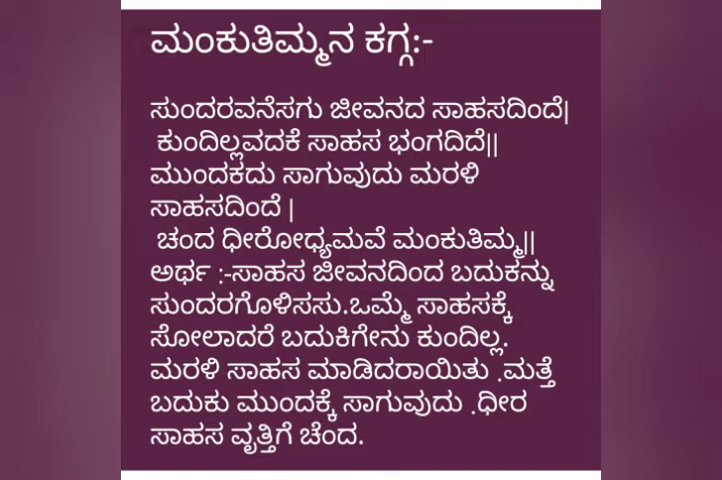 ಮಂಕುತಿಮ್ಮನ ಕಗ್ಗ:-
ಸುಂದರವನೆಸಗು ಜೀವನದ ಸಾಹಸದಿಂದೆ|
ಕುಂದಿಲ್ಲವದಕೆ ಸಾಹಸ ಭಂಗದಿದೆ||
ಮುಂದಕದು ಸಾಗುವುದು ಮರಳಿ
ಸಾಹಸದಿಂದೆ |
ಚಂದ ಧೀರೋಧ್ಯಮವೆ ಮಂಕುತಿಮ್ಮ||
ಅರ್ಥ :-ಸಾಹಸ ಜೀವನದಿಂದ ಬದುಕನ್ನು
ಸುಂದರಗೊಳಿಸಸು.ಒಮ್ಮೆ ಸಾಹಸಕ್ಕೆ
ಸೋಲಾದರೆ ಬದುಕಿಗೇನು ಕುಂದಿಲ್ಲ.
ಮರಳಿ ಸಾಹಸ ಮಾಡಿದರಾಯಿತು .ಮತ್ತೆ
ಬದುಕು ಮುಂದಕ್ಕೆ ಸಾಗುವುದು .ಧೀರ
ಸಾಹಸ ವೃತ್ತಿಗೆ ಚೆಂದ.